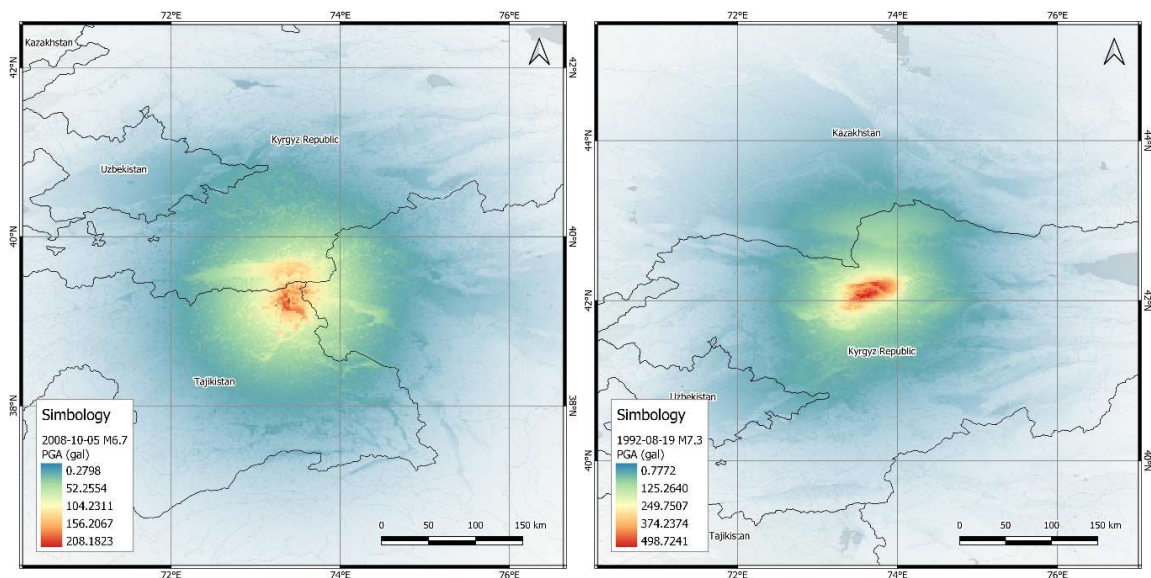 72°E 74°E 76°E
Kazakhstan
42°N 42°N
Kyrgyz Republic
Uzbekistan
40°N 40°N
Tajikistan
38°N 38°N
Simbology
2008-10-05 M6.7
PGA (gal)
0.2798
52.2554
104.2311
156.2067
208.1823
0 50 100 150 km
72°E 74°E 76°E
72°E 74°E 76°E
Kazakhstan
44°N 44°N
42°N 42°N
Kyrgyz Republic
Uzbekistan
40°N 40°N
Simbology
1992-08-19 M7.3
PGA (gal)
0.7772
125.2640
249.7507
374.2374
498.7241
Tajikistan
0 50 100 150 km
72°E 74°E 76°E